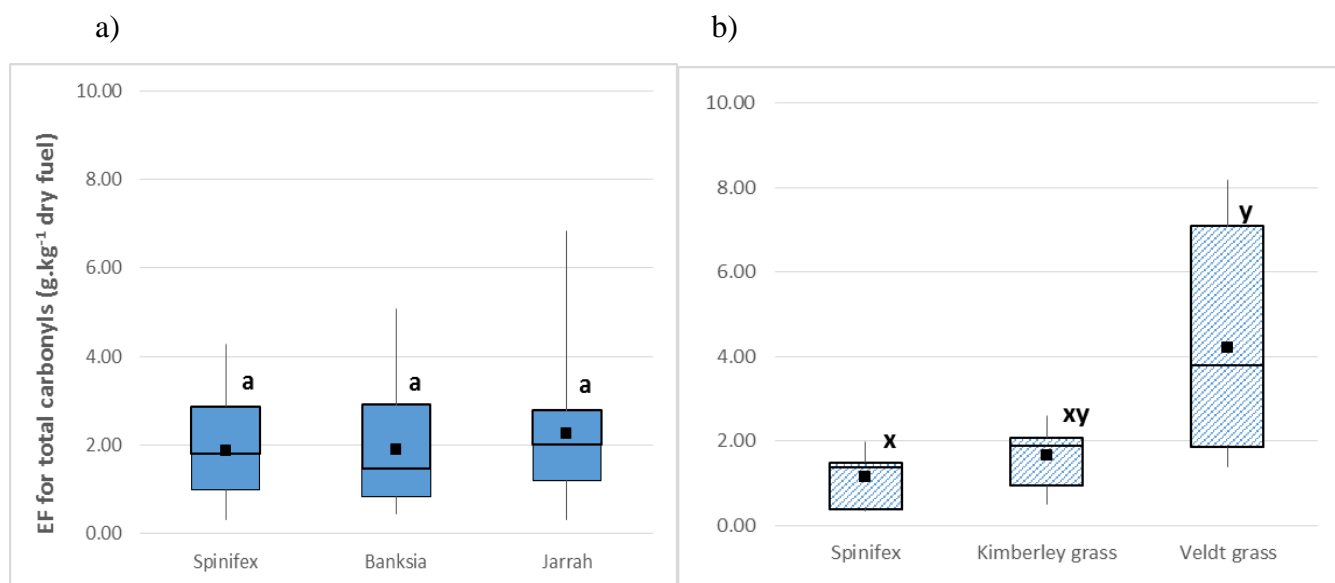 a)
EF for total carbonyls (g.kg⁻¹ dry fuel)
10.00
8.00
6.00
4.00
2.00
0.00
a
a
a
Spinifex Banksia Jarrah
b)
10.00
8.00
6.00
4.00
2.00
0.00
x
xy
y
Spinifex Kimberley grass Veldt grass